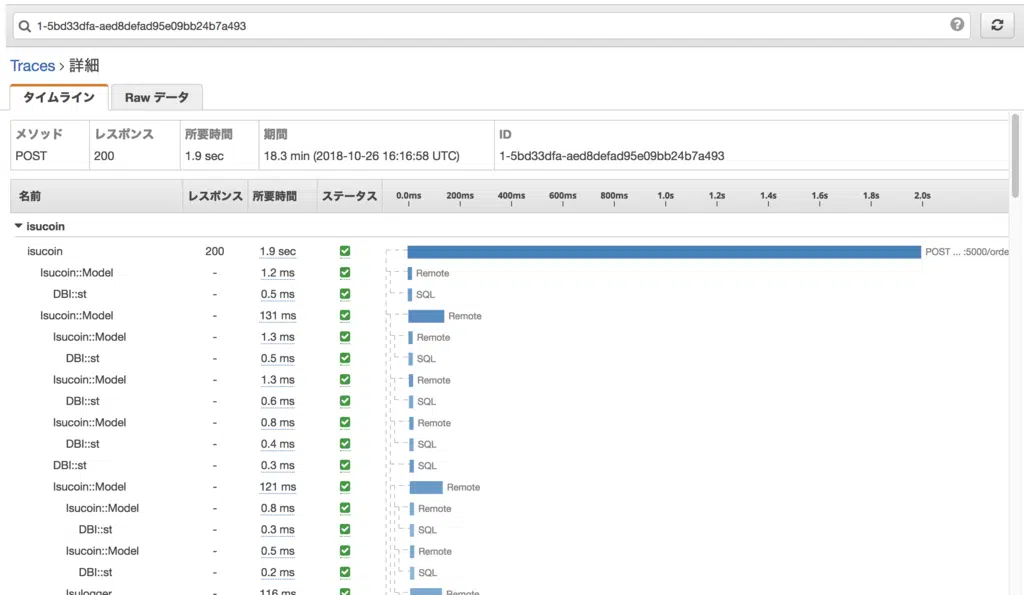 1-5bd33dfa-aed8defad95e09bb24b7a493 ?
Traces › 詳細
タイムライン Raw データ
メソッド レスポンス 所要時間 期間 ID
POST 200 1.9 sec 18.3 min (2018-10-26 16:16:58 UTC) 1-5bd33dfa-aed8defad95e09bb24b7a493
名前 レスポンス 所要時間 ステータス 0.0ms 200ms 400ms 600ms 800ms 1.0s 1.2s 1.4s 1.6s 1.8s 2.0s
isucoin
isucoin 200 1.9 sec POST ... :5000/orde
Isucoin::Model - 1.2 ms Remote
DBI::st - 0.5 ms SQL
Isucoin::Model - 131 ms Remote
Isucoin::Model - 1.3 ms Remote
DBI::st - 0.5 ms SQL
Isucoin::Model - 1.3 ms Remote
DBI::st - 0.6 ms SQL
Isucoin::Model - 0.8 ms Remote
DBI::st - 0.4 ms SQL
DBI::st - 0.3 ms SQL
Isucoin::Model - 121 ms Remote
Isucoin::Model - 0.8 ms Remote
DBI::st - 0.3 ms SQL
Isucoin::Model - 0.5 ms Remote
DBI::st - 0.2 ms SQL
Isulogger - 116 ms Remote